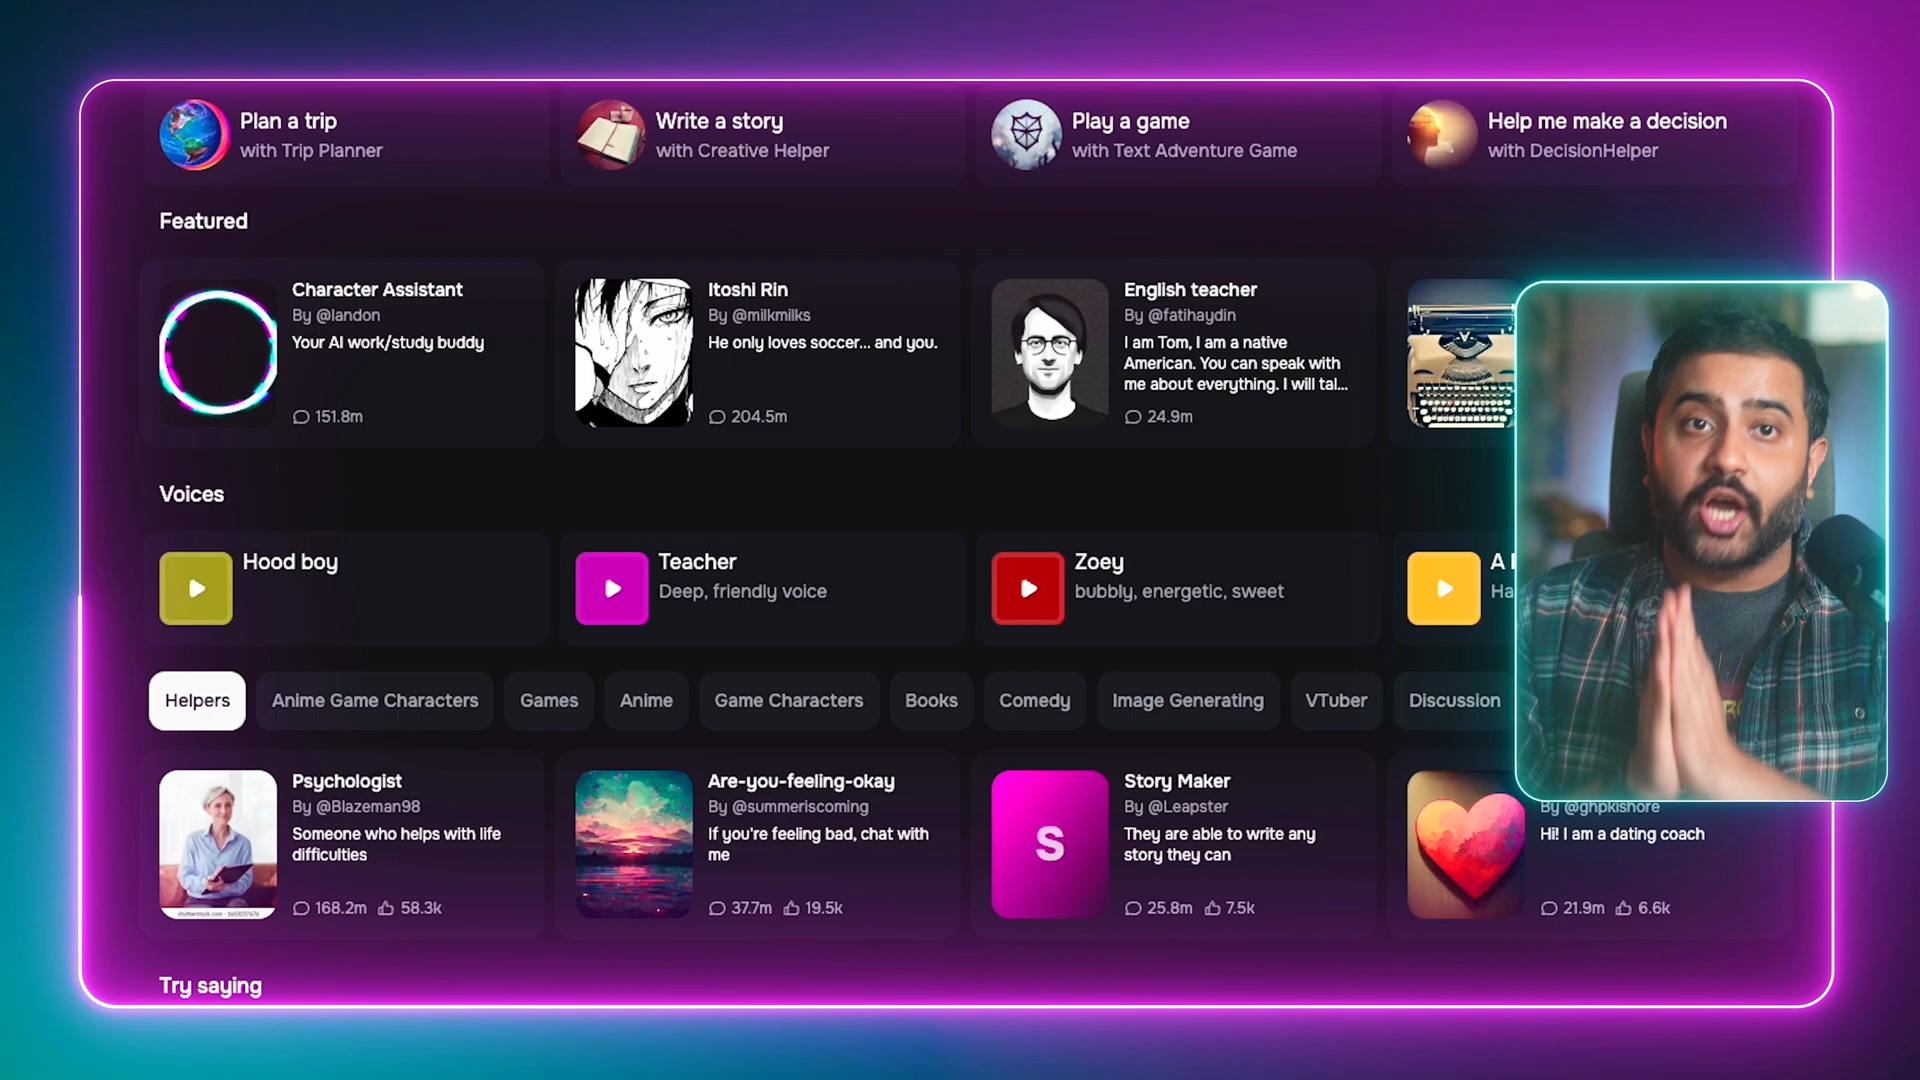 Plan a trip
with Trip Planner
Write a story
with Creative Helper
Play a game
with Text Adventure Game
Help me make a decision
with DecisionHelper
Featured
Character Assistant
By @landon
Your AI work/study buddy
151.8m
Itoshi Rin
By @milkmilks
He only loves soccer... and you.
204.5m
English teacher
By @fatihaydin
I am Tom, I am a native
American. You can speak with
me about everything. I will tal...
24.9m
Voices
Hood boy
Teacher
Deep, friendly voice
Zoey
bubbly, energetic, sweet
A
Ha
Helpers
Anime Game Characters
Games
Anime
Game Characters
Books
Comedy
Image Generating
VTuber
Discussion
Psychologist
By @Blazeman98
Someone who helps with life
difficulties
168.2m 58.3k
Are-you-feeling-okay
By @summeriscoming
If you're feeling bad, chat with
me
37.7m 19.5k
S
Story Maker
By @Leapster
They are able to write any
story they can
25.8m 7.5k
By @ghpkishore
Hi! I am a dating coach
21.9m 6.6k
Try saying